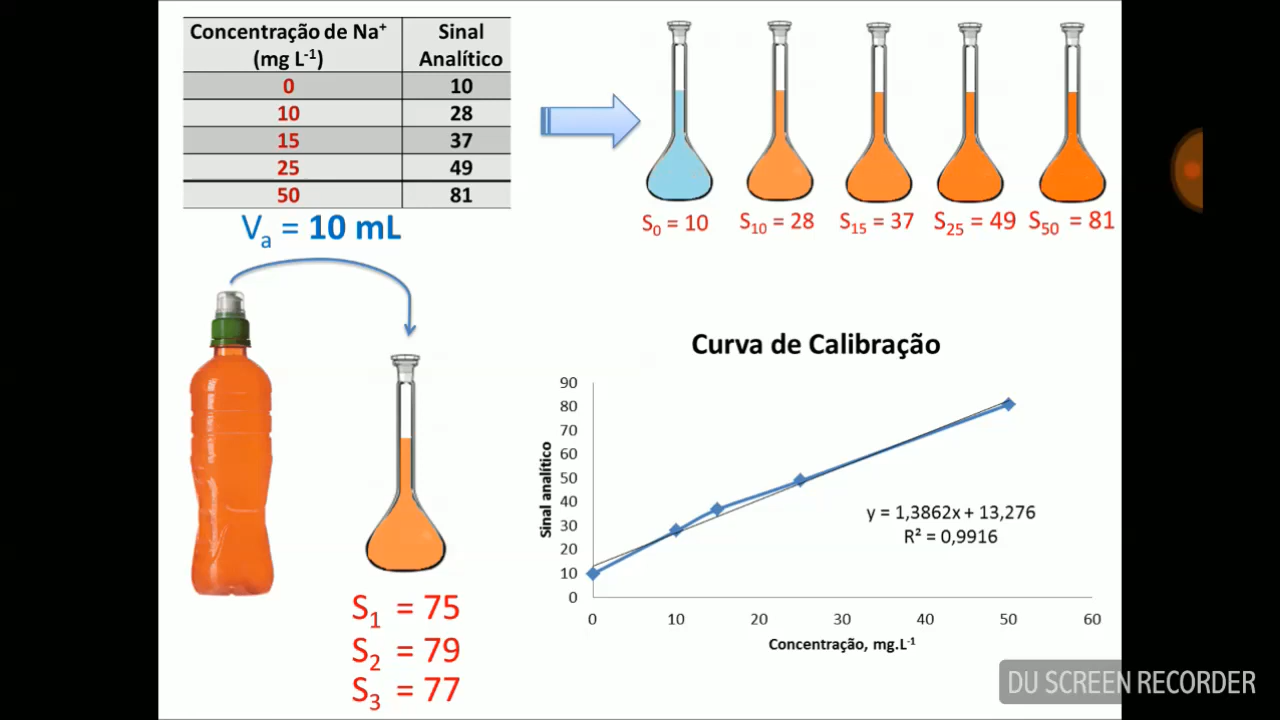 Concentração de Na⁺ (mg L⁻¹) Sinal Analítico
0 10
10 28
15 37
25 49
50 81
Vₐ = 10 mL
S₀ = 10 S₁₀ = 28 S₁₅ = 37 S₂₅ = 49 S₅₀ = 81
S₁ = 75
S₂ = 79
S₃ = 77
Curva de Calibração
Sinal analítico
90
80
70
60
50
40
30
20
10
0
y = 1,3862x + 13,276
R² = 0,9916
0 10 20 30 40 50 60
Concentração, mg.L⁻¹
DU SCREEN RECORDER